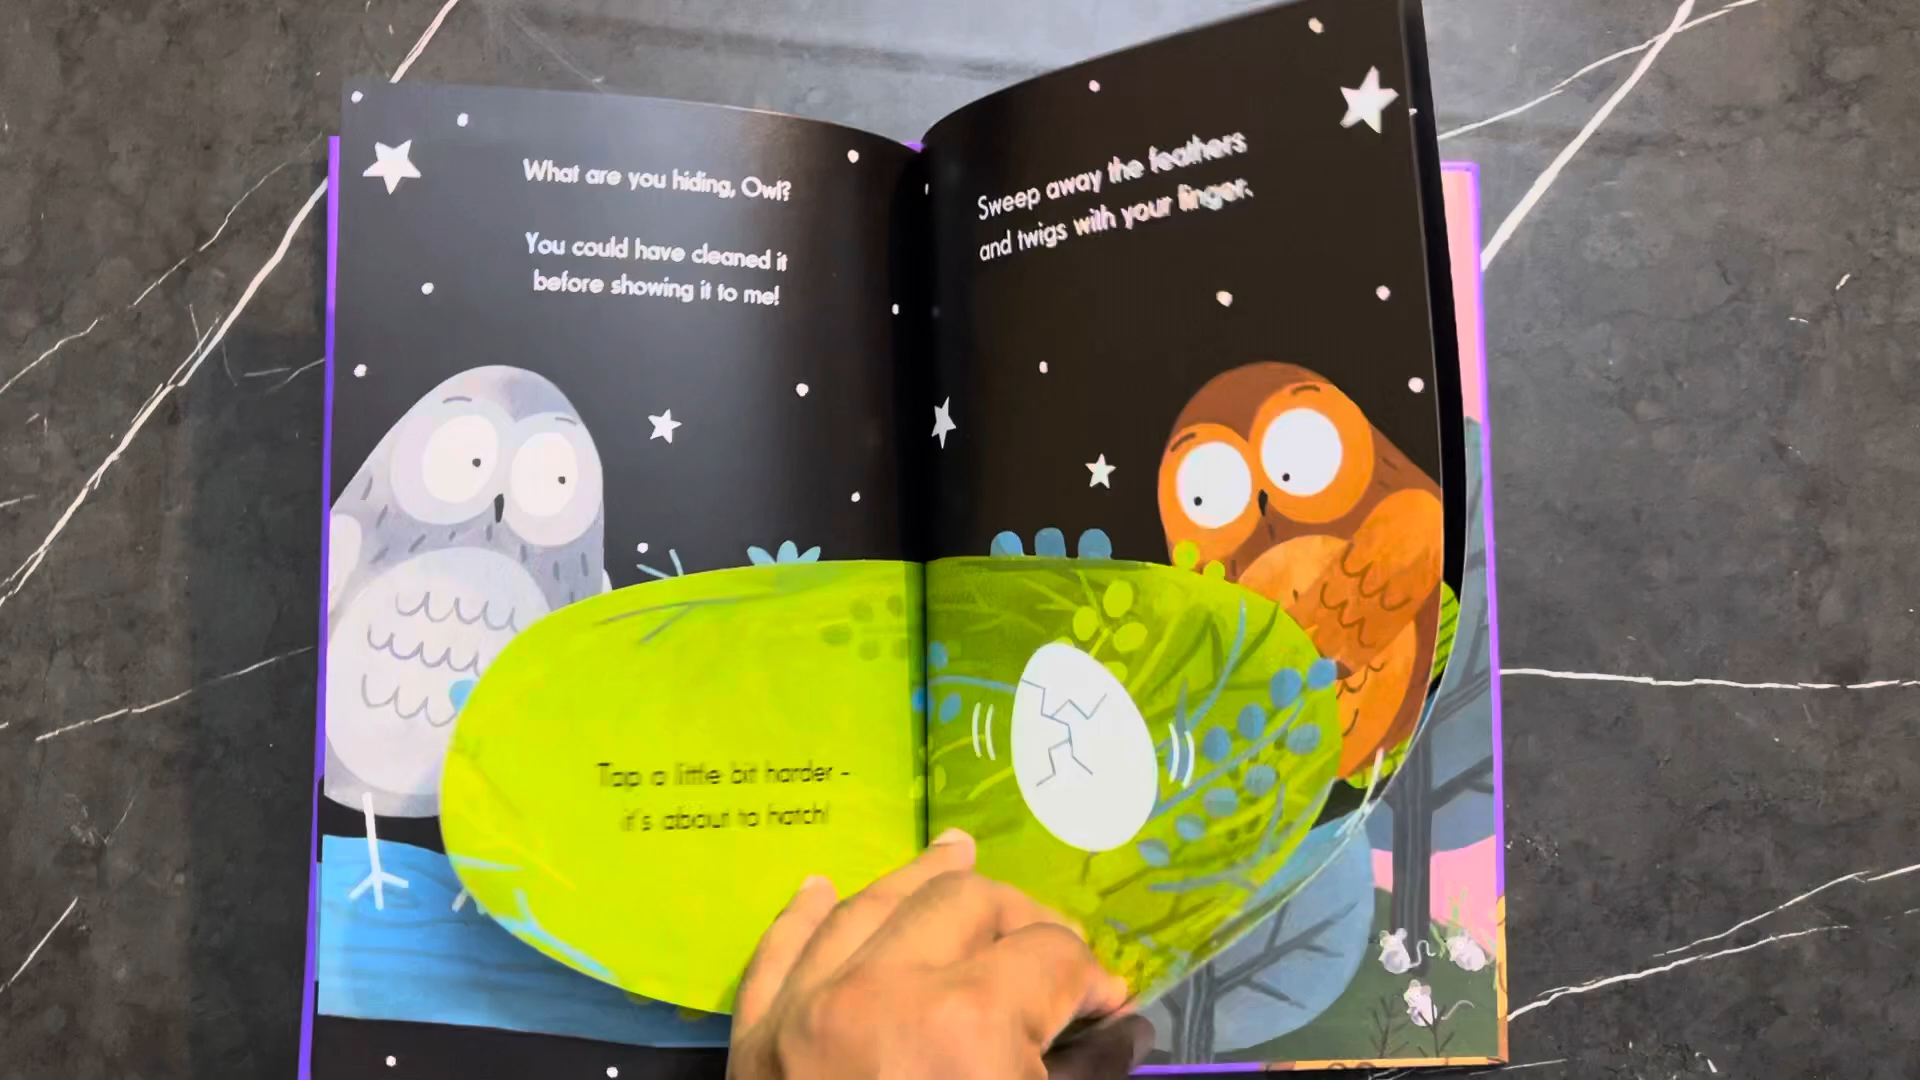 What are you hiding, Owl?
You could have cleaned it
before showing it to me!
Sweep away the feathers
and twigs with your finger.
Tap a little bit harder -
it's about to hatch!